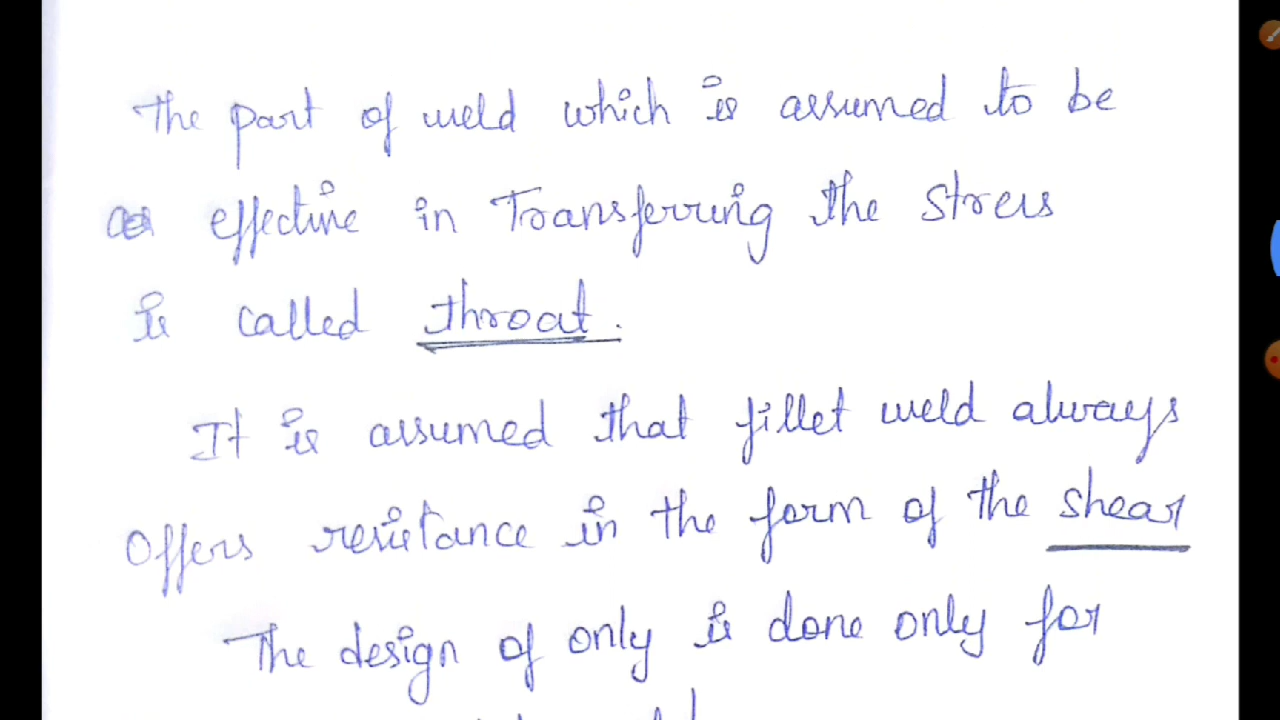 The part of weld which is assumed to be
as effective in Transferring the stress
is called throat.
It is assumed that fillet weld always
Offers resistance in the form of the shear
The design of only is done only for